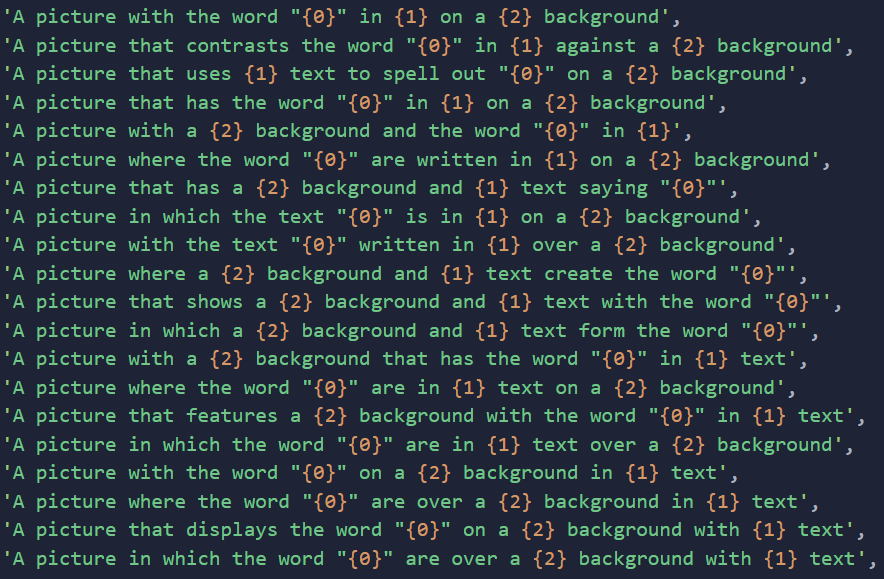 'A picture with the word "{0}" in {1} on a {2} background',
'A picture that contrasts the word "{0}" in {1} against a {2} background',
'A picture that uses {1} text to spell out "{0}" on a {2} background',
'A picture that has the word "{0}" in {1} on a {2} background',
'A picture with a {2} background and the word "{0}" in {1}',
'A picture where the word "{0}" are written in {1} on a {2} background',
'A picture that has a {2} background and {1} text saying "{0}"',
'A picture in which the text "{0}" is in {1} on a {2} background',
'A picture with the text "{0}" written in {1} over a {2} background',
'A picture where a {2} background and {1} text create the word "{0}"',
'A picture that shows a {2} background and {1} text with the word "{0}"',
'A picture in which a {2} background and {1} text form the word "{0}"',
'A picture with a {2} background that has the word "{0}" in {1} text',
'A picture where the word "{0}" are in {1} text on a {2} background',
'A picture that features a {2} background with the word "{0}" in {1} text',
'A picture in which the word "{0}" are in {1} text over a {2} background',
'A picture with the word "{0}" on a {2} background in {1} text',
'A picture where the word "{0}" are over a {2} background in {1} text',
'A picture that displays the word "{0}" on a {2} background with {1} text',
'A picture in which the word "{0}" are over a {2} background with {1} text',